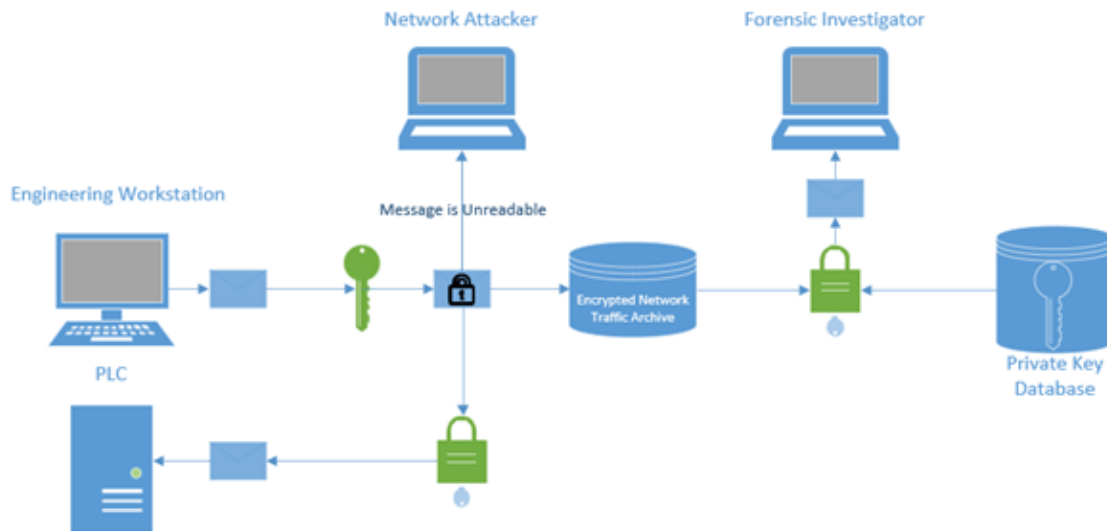 Network Attacker
Forensic Investigator
Engineering Workstation
Message is Unreadable
Encrypted Network
Traffic Archive
PLC
Private Key
Database